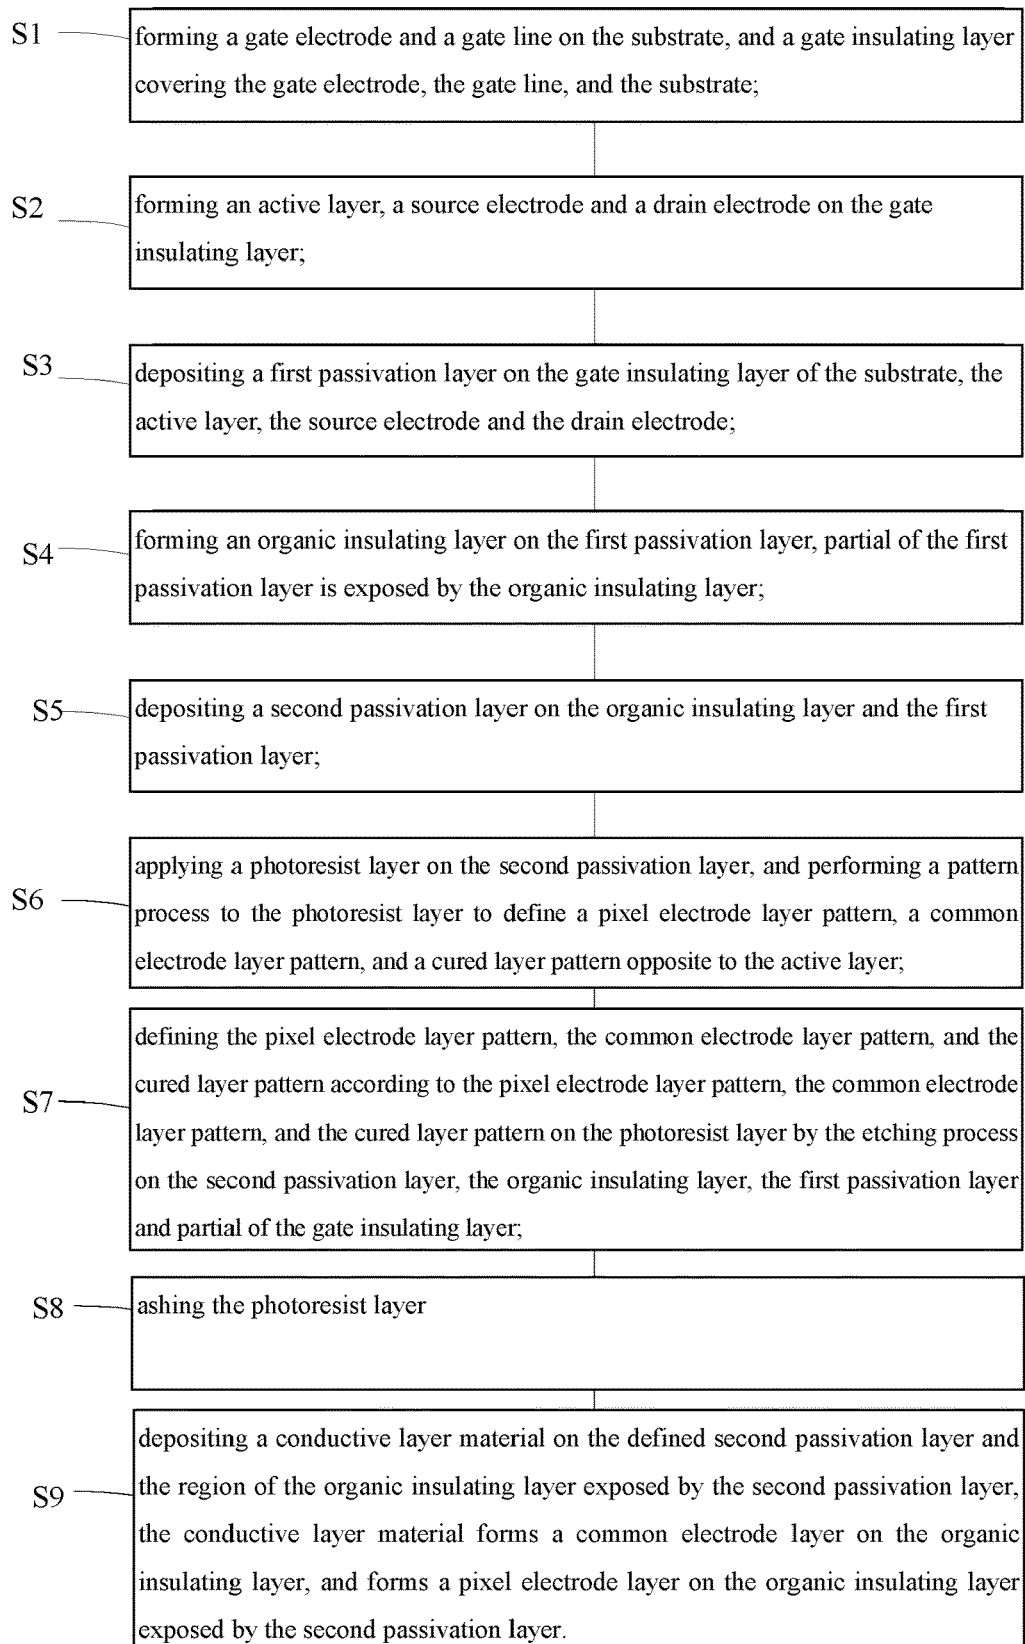 S1
forming a gate electrode and a gate line on the substrate, and a gate insulating layer
covering the gate electrode, the gate line, and the substrate;
S2
forming an active layer, a source electrode and a drain electrode on the gate
insulating layer;
S3
depositing a first passivation layer on the gate insulating layer of the substrate, the
active layer, the source electrode and the drain electrode;
S4
forming an organic insulating layer on the first passivation layer, partial of the first
passivation layer is exposed by the organic insulating layer;
S5
depositing a second passivation layer on the organic insulating layer and the first
passivation layer;
S6
applying a photoresist layer on the second passivation layer, and performing a pattern
process to the photoresist layer to define a pixel electrode layer pattern, a common
electrode layer pattern, and a cured layer pattern opposite to the active layer;
S7
defining the pixel electrode layer pattern, the common electrode layer pattern, and the
cured layer pattern according to the pixel electrode layer pattern, the common electrode
layer pattern, and the cured layer pattern on the photoresist layer by the etching process
on the second passivation layer, the organic insulating layer, the first passivation layer
and partial of the gate insulating layer;
S8
ashing the photoresist layer
S9
depositing a conductive layer material on the defined second passivation layer and
the region of the organic insulating layer exposed by the second passivation layer,
the conductive layer material forms a common electrode layer on the organic
insulating layer, and forms a pixel electrode layer on the organic insulating layer
exposed by the second passivation layer.